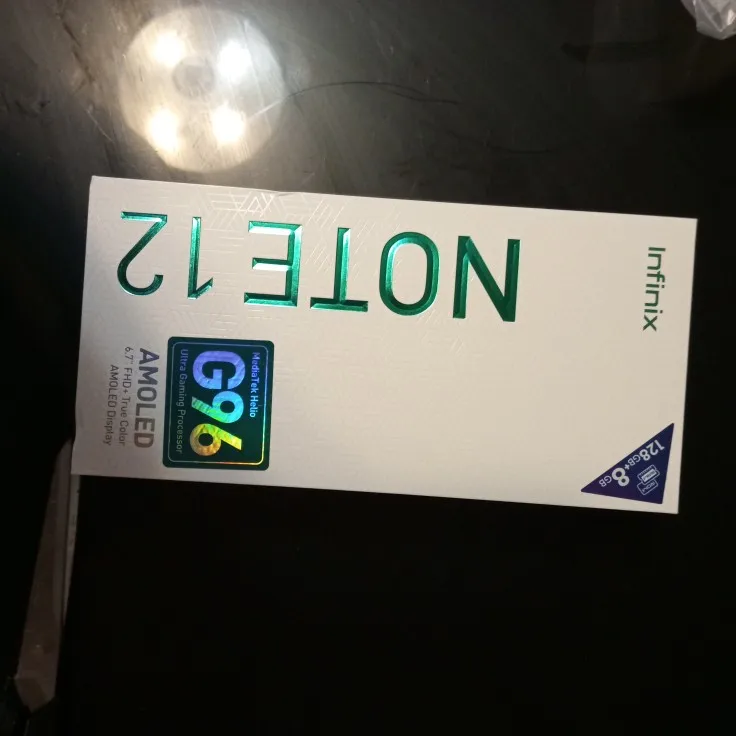 Infinix
NOTE 12
128GB+8GB
MediaTek Helio
G96
Ultra Gaming Processor
AMOLED
6.7" FHD+ True Color
AMOLED Display